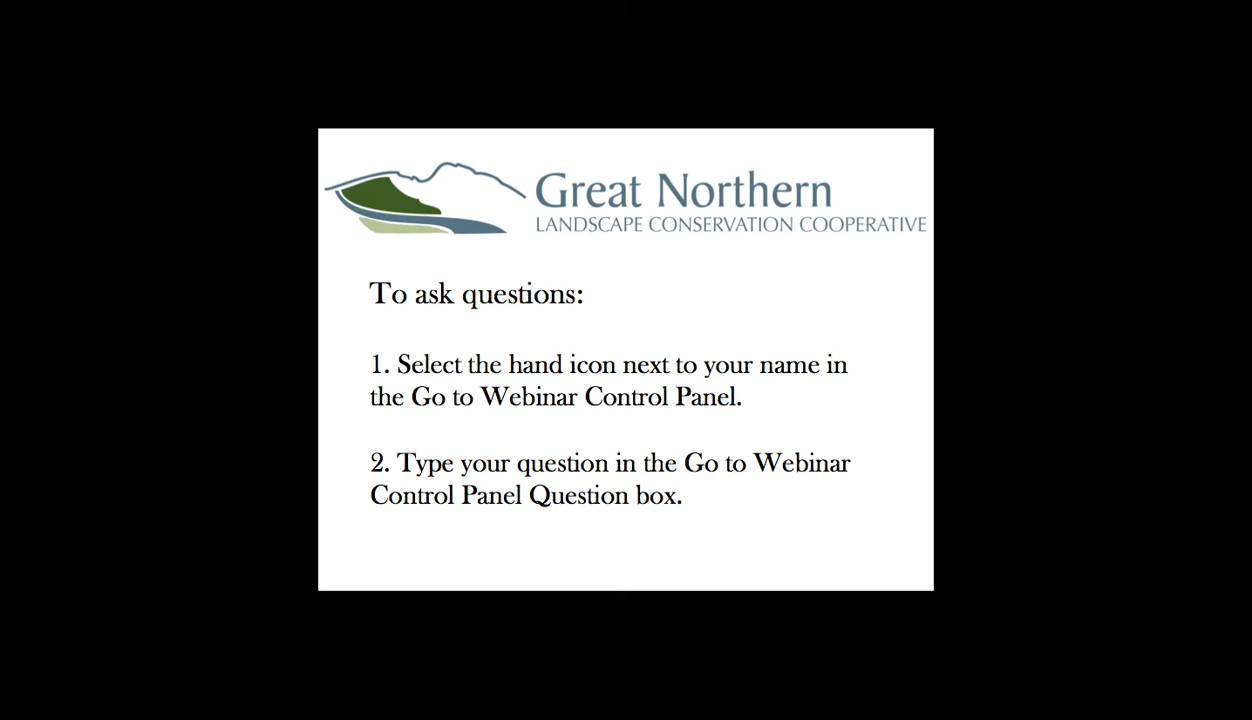 Great Northern
LANDSCAPE CONSERVATION COOPERATIVE
To ask questions:
1. Select the hand icon next to your name in
the Go to Webinar Control Panel.
2. Type your question in the Go to Webinar
Control Panel Question box.